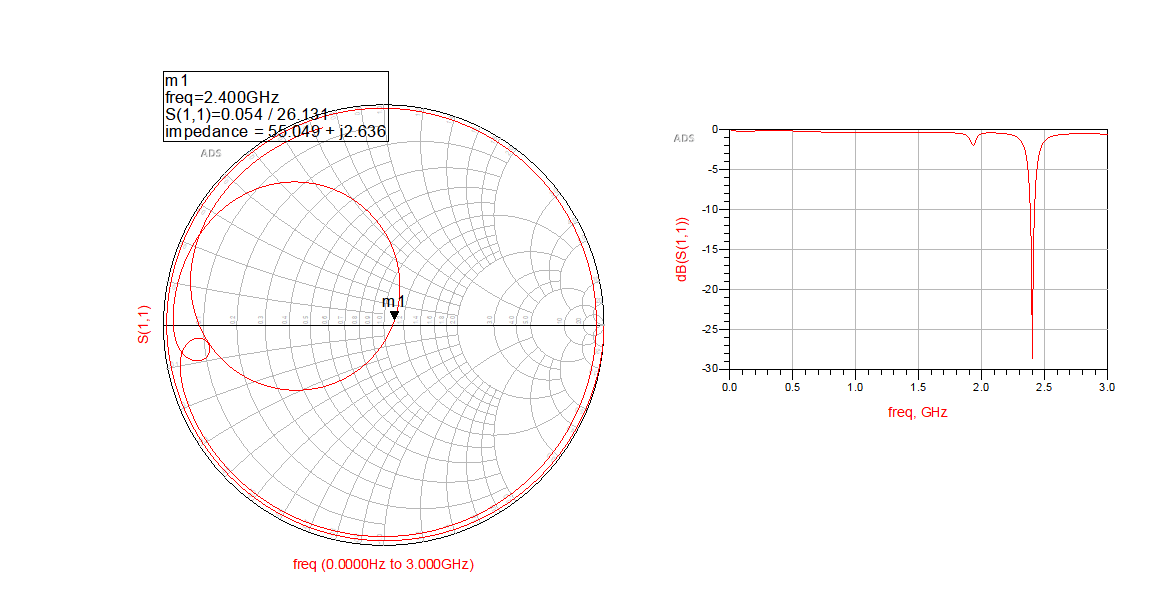 m1
freq=2.400GHz
S(1,1)=0.054 / 26.131
impedance = 55.049 + j2.636
ADS
m1
S(1,1)
freq (0.0000Hz to 3.000GHz)
ADS
0
-5
-10
-15
-20
-25
-30
dB(S(1,1))
0.0 0.5 1.0 1.5 2.0 2.5 3.0
freq, GHz